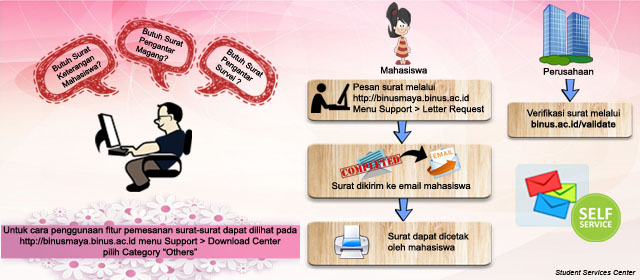 Butuh Surat
Keterangan
Mahasiswa?
Butuh Surat
Pengantar
Magang?
Butuh Surat
Pengantar
Survei ?
Untuk cara penggunaan fitur pemesanan surat-surat dapat dilihat pada
http://binusmaya.binus.ac.id menu Support > Download Center
pilih Category “Others”
Mahasiswa
Pesan surat melalui
http://binusmaya.binus.ac.id
Menu Support > Letter Request
COMPLETED
EMAIL
Surat dikirim ke email mahasiswa
Surat dapat dicetak
oleh mahasiswa
Perusahaan
Verifikasi surat melalui
binus.ac.id/validate
SELF
SERVICE
Student Services Center